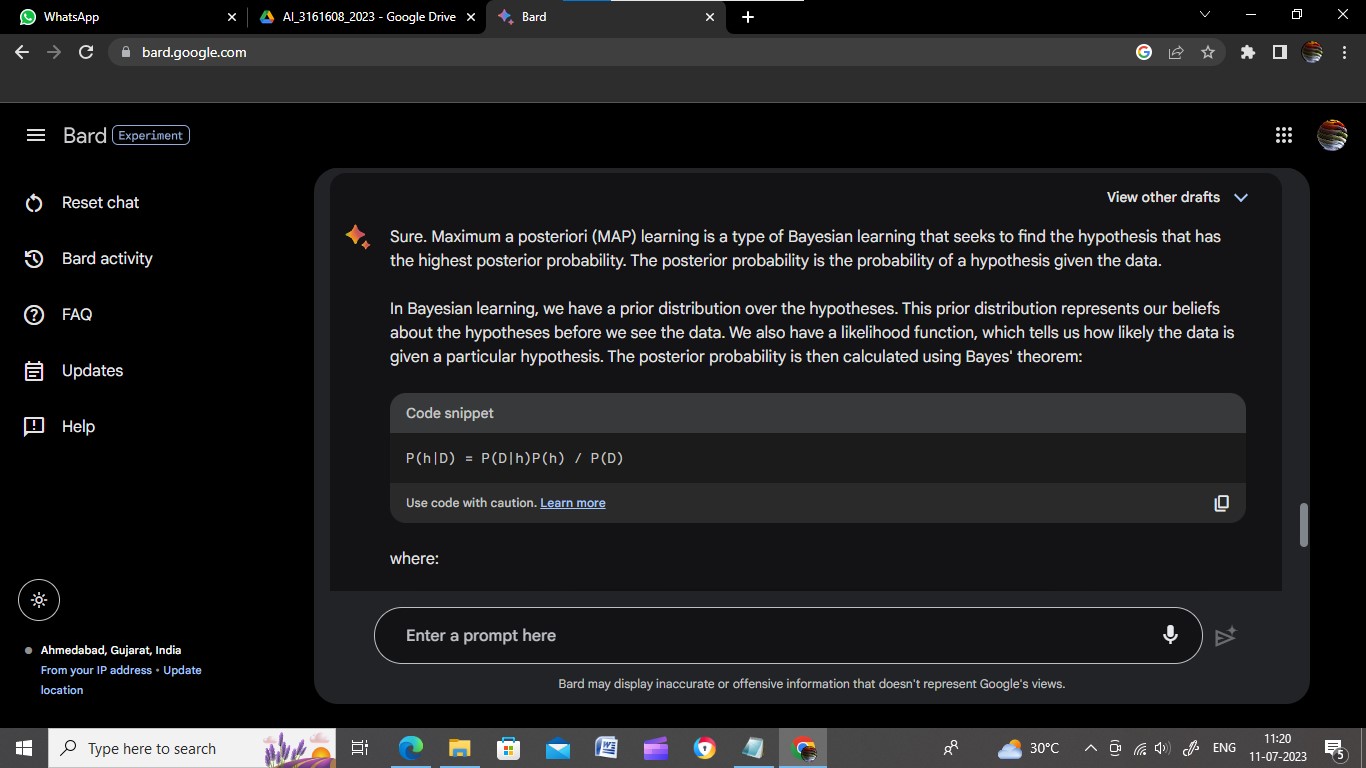 WhatsApp
AI_3161608_2023 - Google Drive
Bard
bard.google.com
Bard Experiment
Reset chat
Bard activity
FAQ
Updates
Help
View other drafts
Sure. Maximum a posteriori (MAP) learning is a type of Bayesian learning that seeks to find the hypothesis that has
the highest posterior probability. The posterior probability is the probability of a hypothesis given the data.
In Bayesian learning, we have a prior distribution over the hypotheses. This prior distribution represents our beliefs
about the hypotheses before we see the data. We also have a likelihood function, which tells us how likely the data is
given a particular hypothesis. The posterior probability is then calculated using Bayes' theorem:
Code snippet
P(h|D) = P(D|h)P(h) / P(D)
Use code with caution. Learn more
where:
Enter a prompt here
Bard may display inaccurate or offensive information that doesn't represent Google's views.
Ahmedabad, Gujarat, India
From your IP address • Update
location
Type here to search
30°C
ENG
11:20
11-07-2023
5